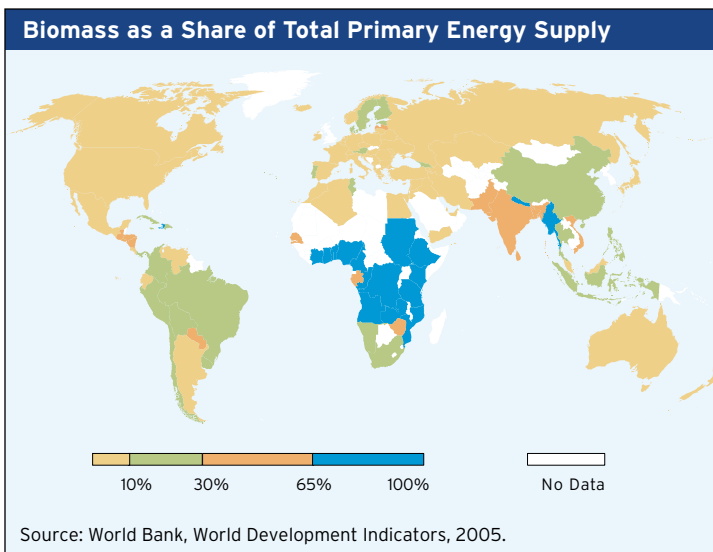 Biomass as a Share of Total Primary Energy Supply
10% 30% 65% 100% No Data
Source: World Bank, World Development Indicators, 2005.